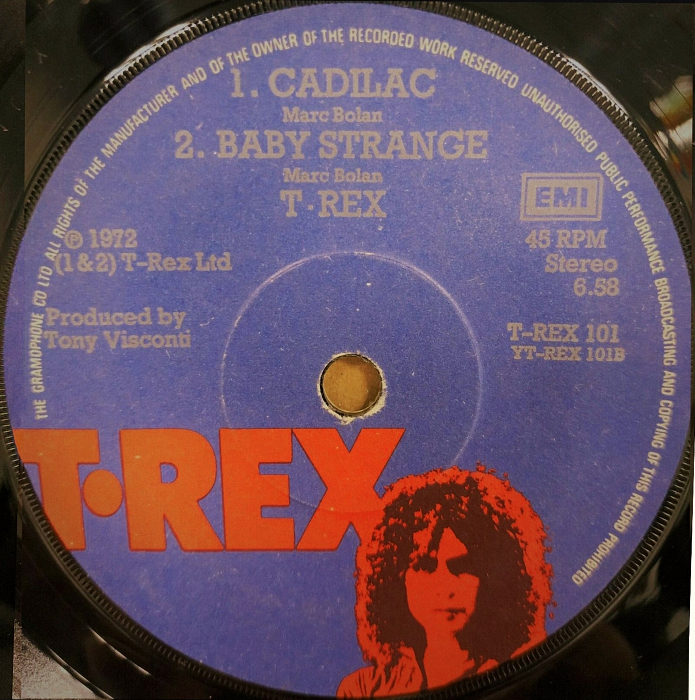 THE GRAMOPHONE CO LTD ALL RIGHTS OF THE MANUFACTURER AND OF THE OWNER OF THE RECORDED WORK RESERVED UNAUTHORISED PUBLIC PERFORMANCE BROADCASTING AND COPYING OF THIS RECORD PROHIBITED
1. CADILAC
Marc Bolan
2. BABY STRANGE
Marc Bolan
T·REX
EMI
℗ 1972
(1 & 2) T-Rex Ltd
45 RPM
Stereo
6.58
Produced by
Tony Visconti
T-REX 101
YT-REX 101B
T·REX